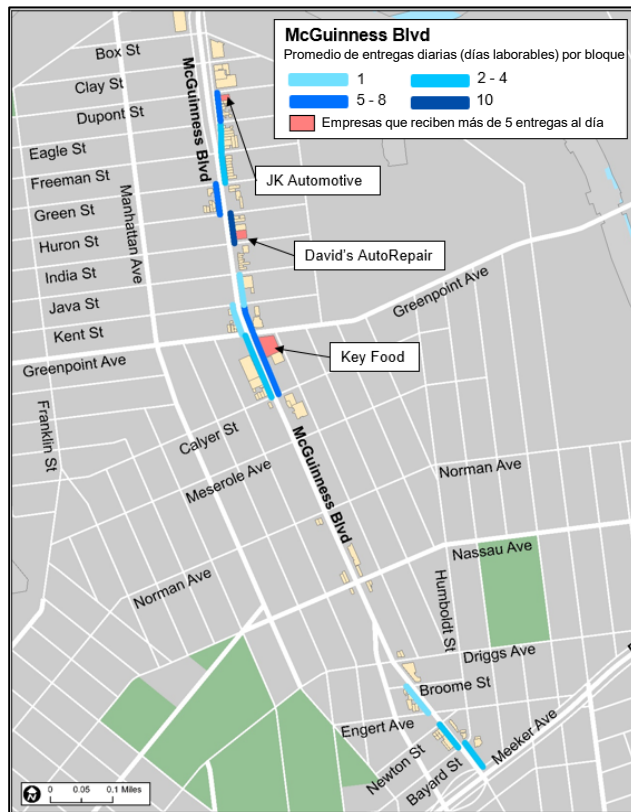 McGuinness Blvd
Promedio de entregas diarias (días laborables) por bloque
1
2 - 4
5 - 8
10
Empresas que reciben más de 5 entregas al día
Box St
Clay St
McGuinness Blvd
Dupont St
Eagle St
JK Automotive
Freeman St
Manhattan Ave
Green St
Huron St
David's AutoRepair
India St
Java St
Greenpoint Ave
Kent St
Greenpoint Ave
Key Food
Franklin St
Calyer St
McGuinness Blvd
Meserole Ave
Norman Ave
Nassau Ave
Norman Ave
Humboldt St
Driggs Ave
Broome St
Engert Ave
Meeker Ave
Newton St
Bayard St
0 0.05 0.1 Miles